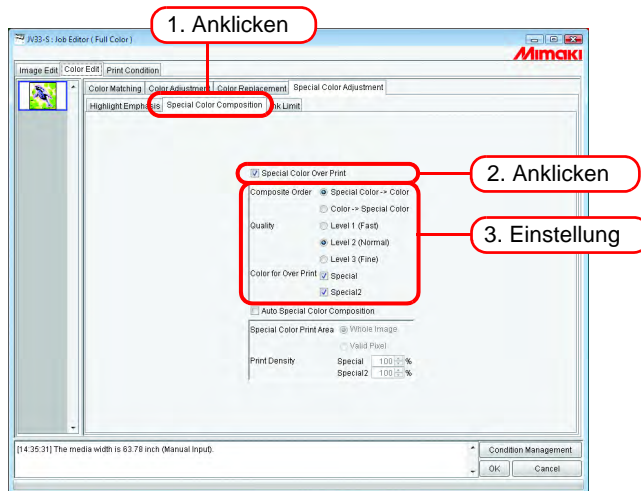 1. Anklicken
JV33-S : Job Editor ( Full Color )
Mimaki
Image Edit Color Edit Print Condition
Color Matching Color Adjustment Color Replacement Special Color Adjustment
Highlight Emphasis Special Color Composition Ink Limit
Special Color Over Print
2. Anklicken
Composite Order Special Color -> Color
Color -> Special Color
Quality Level 1 (Fast)
3. Einstellung
Level 2 (Normal)
Level 3 (Fine)
Color for Over Print Special
Special2
Auto Special Color Composition
Special Color Print Area Whole Image
Valid Pixel
Print Density Special 100 %
Special2 100 %
[14:35:31] The media width is 63.78 inch (Manual Input).
Condition Management
OK Cancel